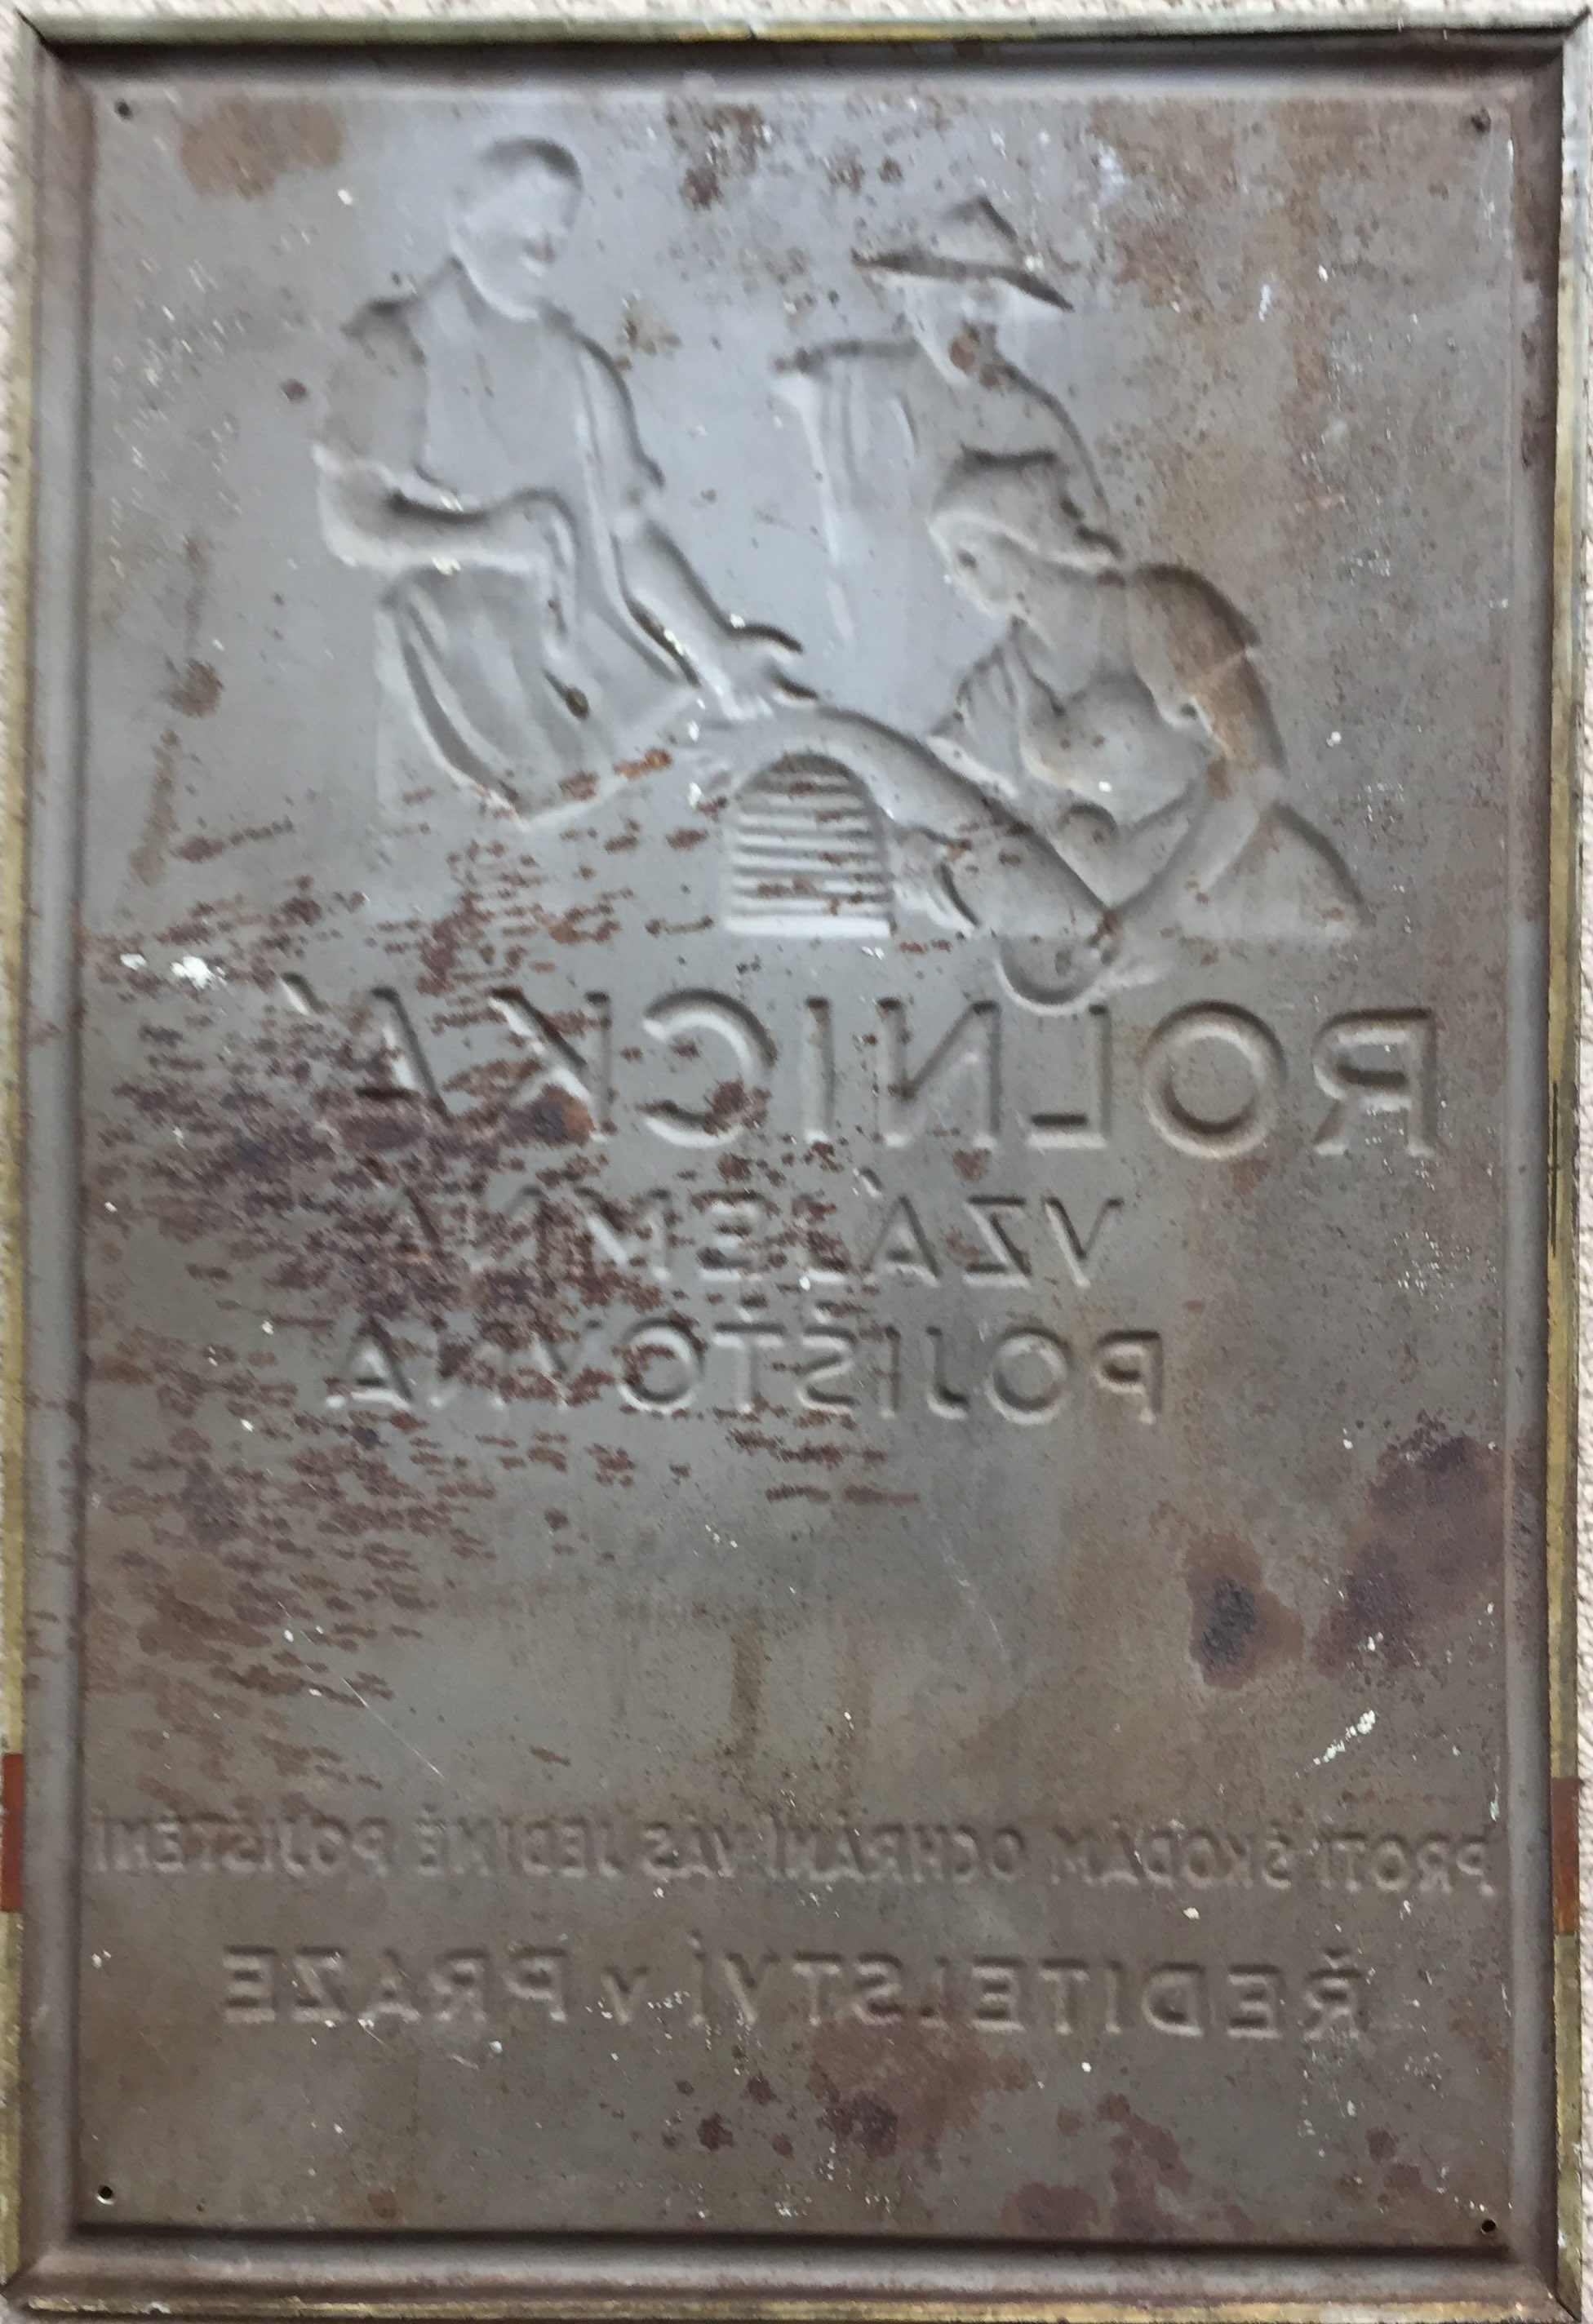 ROLNICKÁ
VZÁJEMNÁ
POJIŠŤOVNA
PROTI ŠKODÁM OCHRÁNÍ VÁS JEDINĚ POJIŠTĚNÍ
ŘEDITELSTVÍ v PRAZE